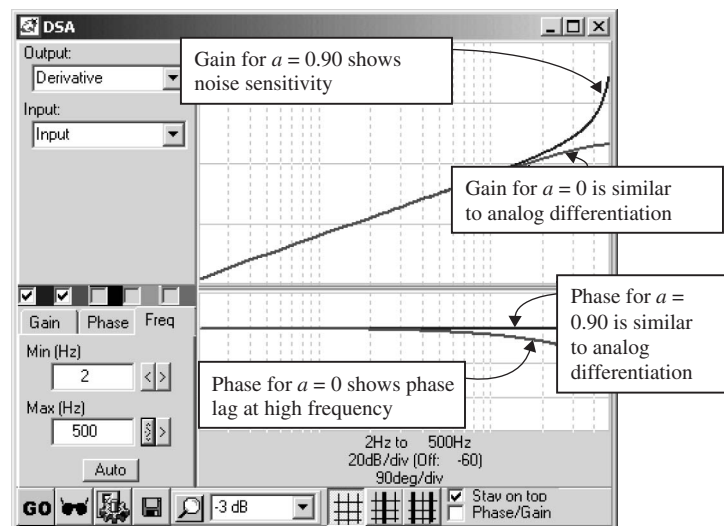 DSA
Output:
Derivative
Input:
Input
Gain for a = 0.90 shows
noise sensitivity
Gain for a = 0 is similar
to analog differentiation
Phase for a =
0.90 is similar
to analog
differentiation
Phase for a = 0 shows phase
lag at high frequency
Gain Phase Freq
Min (Hz)
2
< >
Max (Hz)
500
>
Auto
2Hz to 500Hz
20dB/div (Off: -60)
90deg/div
GO
-3 dB
Stay on top
Phase/Gain